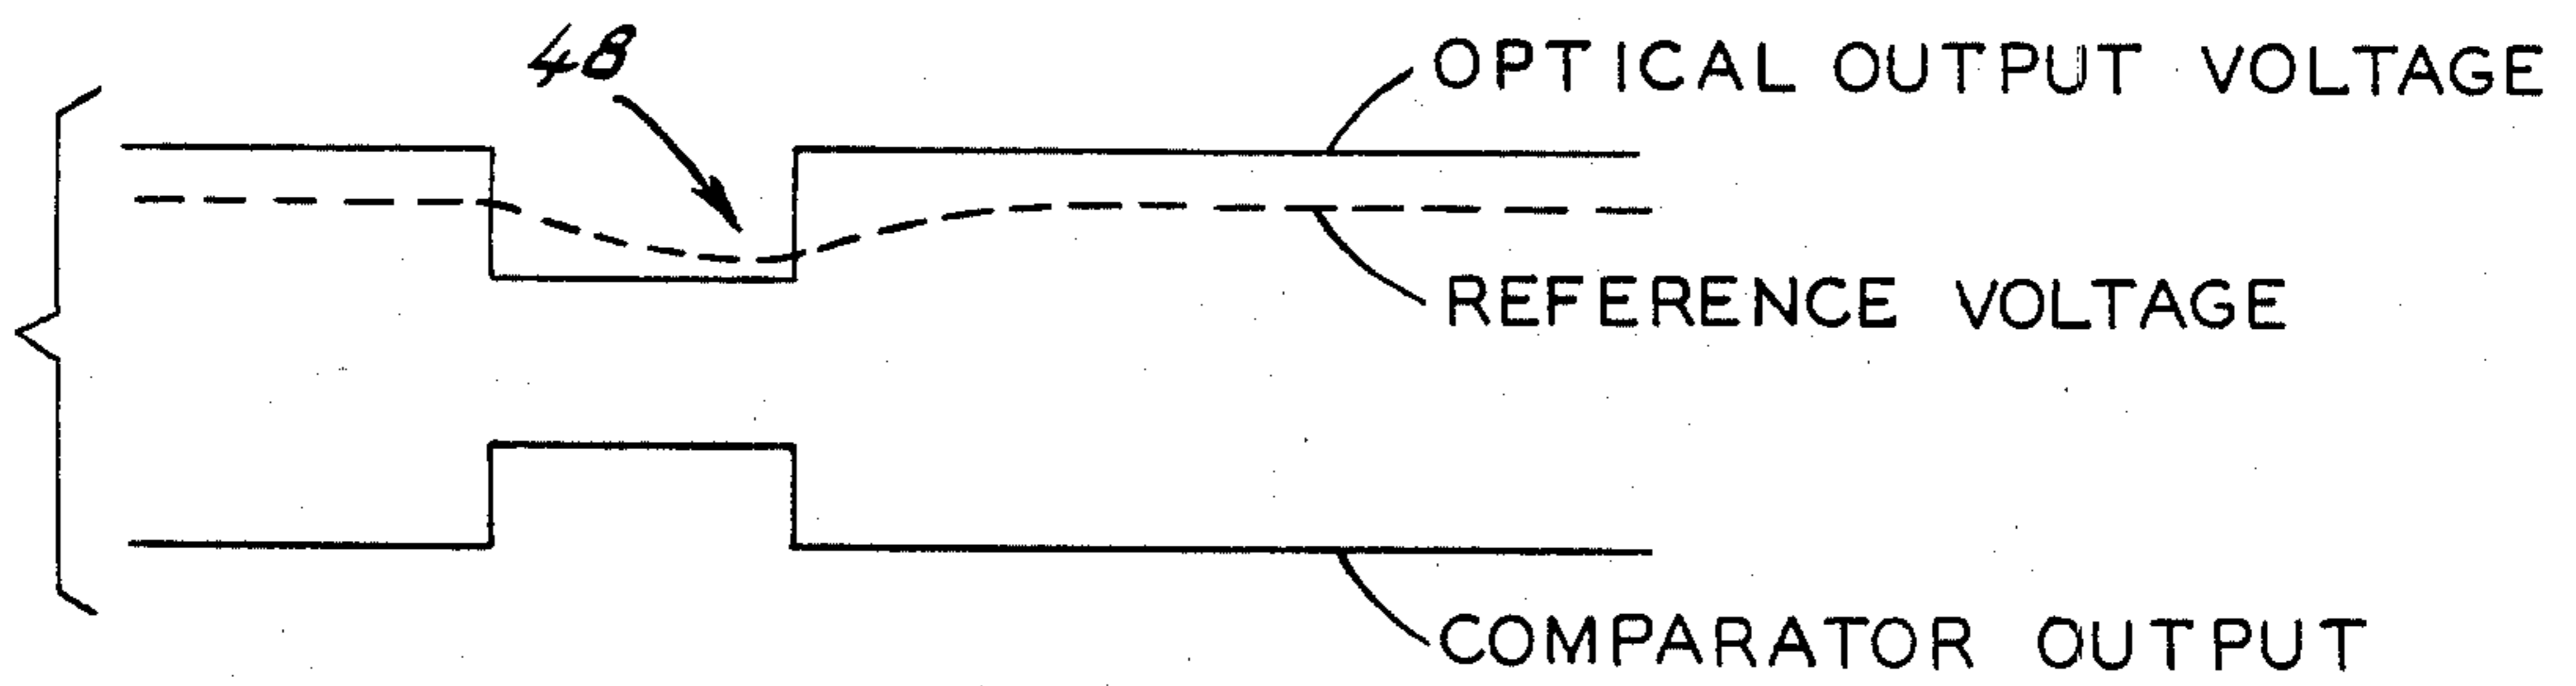 48
OPTICAL OUTPUT VOLTAGE
REFERENCE VOLTAGE
COMPARATOR OUTPUT